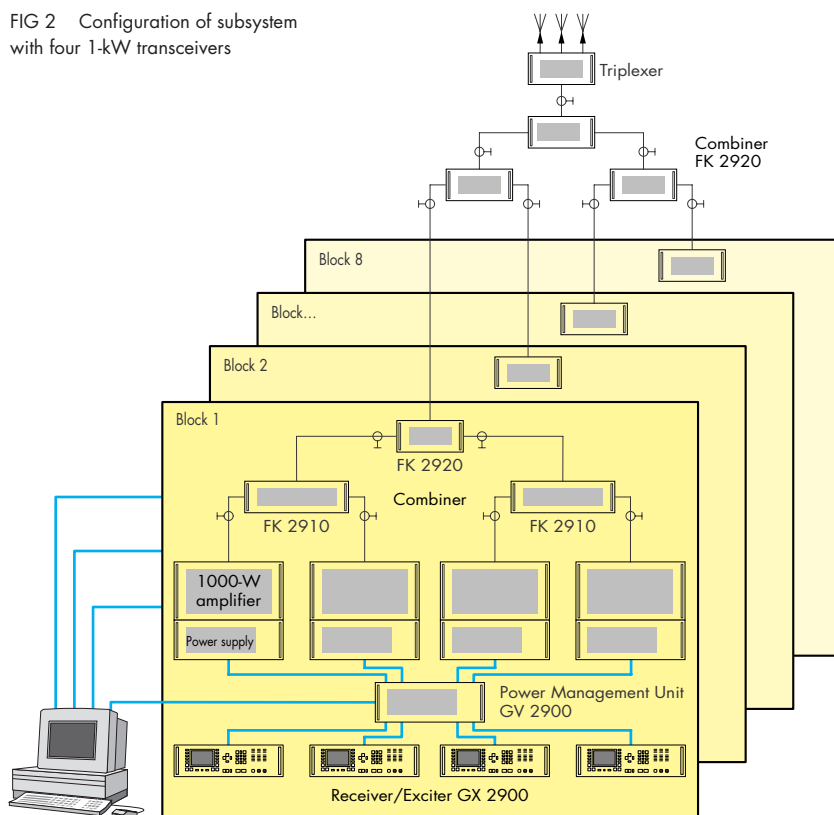 FIG 2 Configuration of subsystem
with four 1-kW transceivers
Triplexer
Combiner
FK 2920
Block 8
Block...
Block 2
Block 1
FK 2920
Combiner
FK 2910
FK 2910
1000-W
amplifier
Power supply
Power Management Unit
GV 2900
Receiver/Exciter GX 2900